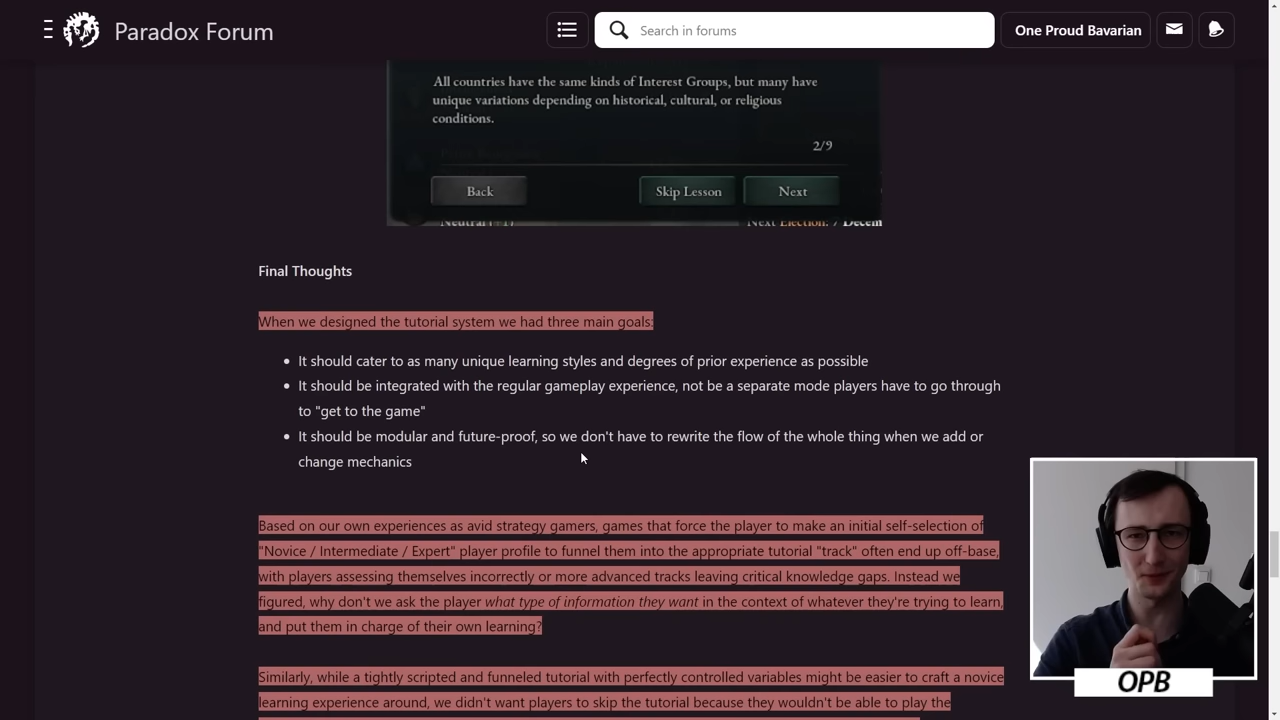 Paradox Forum
Search in forums
One Proud Bavarian
All countries have the same kinds of Interest Groups, but many have
unique variations depending on historical, cultural, or religious
conditions.
2/9
Back
Skip Lesson
Next
Neutral (+1)
Next Election: 7 Decem
Final Thoughts
When we designed the tutorial system we had three main goals:
• It should cater to as many unique learning styles and degrees of prior experience as possible
• It should be integrated with the regular gameplay experience, not be a separate mode players have to go through
to "get to the game"
• It should be modular and future-proof, so we don't have to rewrite the flow of the whole thing when we add or
change mechanics
Based on our own experiences as avid strategy gamers, games that force the player to make an initial self-selection of
"Novice / Intermediate / Expert" player profile to funnel them into the appropriate tutorial "track" often end up off-base,
with players assessing themselves incorrectly or more advanced tracks leaving critical knowledge gaps. Instead we
figured, why don't we ask the player what type of information they want in the context of whatever they're trying to learn,
and put them in charge of their own learning?
Similarly, while a tightly scripted and funneled tutorial with perfectly controlled variables might be easier to craft a novice
learning experience around, we didn't want players to skip the tutorial because they wouldn't be able to play the
OPB